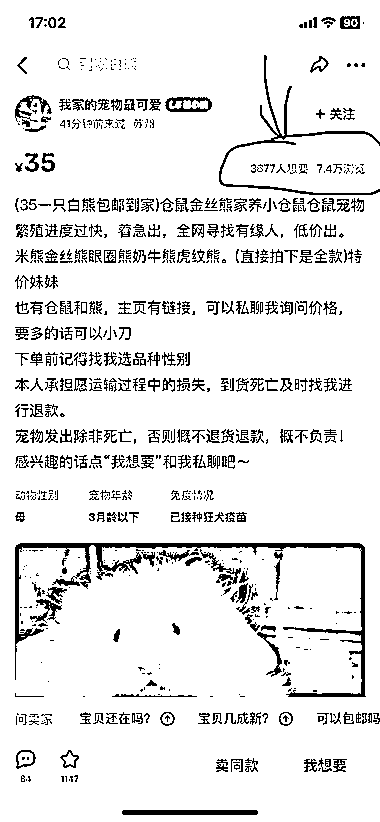 17:02
90
我家的宠物最可爱
41分钟前来过 苏州
+ 关注
¥35
3677人想要 7.4万浏览
(35一只白熊包邮到家)仓鼠金丝熊家养小仓鼠仓鼠宠物
繁殖进度过快，着急出，全网寻找有缘人，低价出。
米熊金丝熊眼圈熊奶牛熊虎纹熊。(直接拍下是全款)特
价妹妹
也有仓鼠和熊，主页有链接，可以私聊我询问价格，
要多的话可以小刀
下单前记得找我选品种性别
本人承担愿运输过程中的损失，到货死亡及时找我进
行退款。
宠物发出除非死亡，否则概不退货退款，概不负责！
感兴趣的话点“我想要”和我私聊吧～
动物性别 宠物年龄 免疫情况
母 3月龄以下 已接种狂犬疫苗
问卖家 宝贝还在吗？ 宝贝几成新？ 可以包邮吗
64 1147 卖同款 我想要